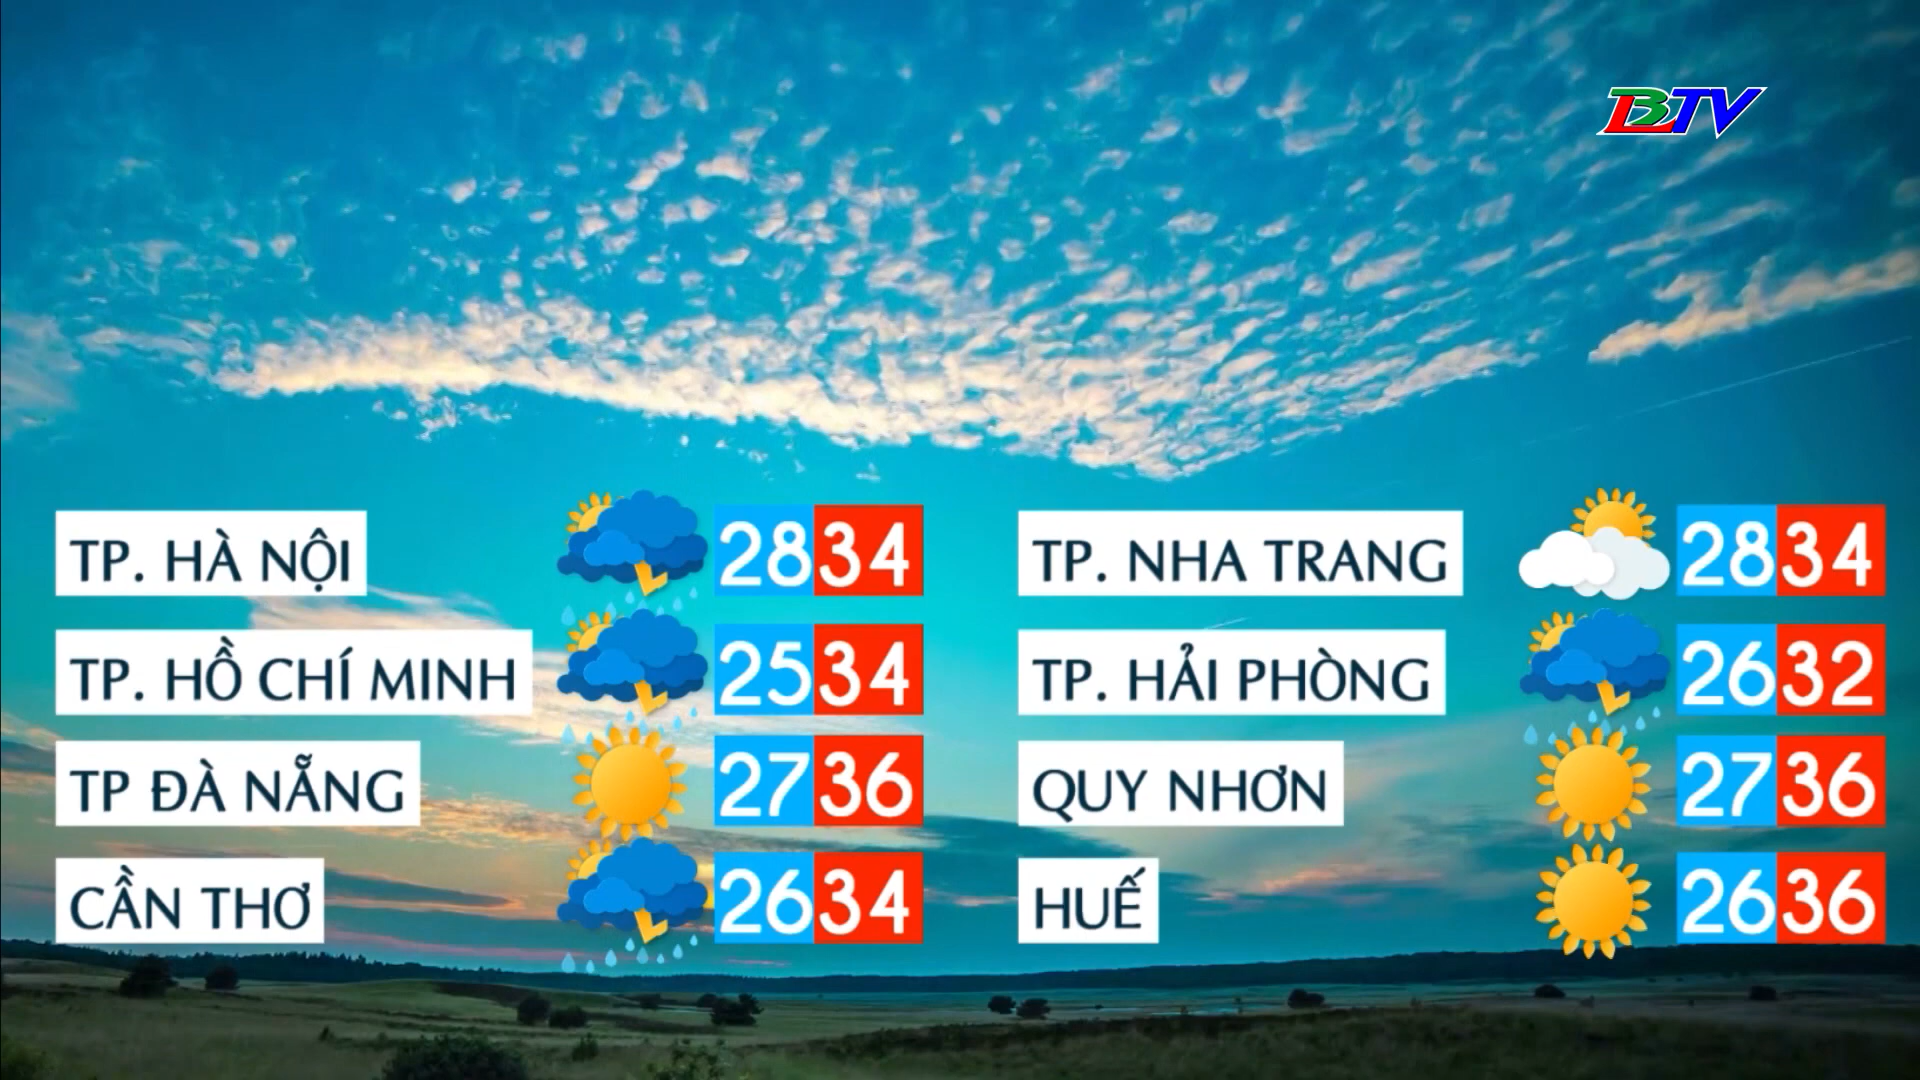 BTV
TP. HÀ NỘI 28 34
TP. HỒ CHÍ MINH 25 34
TP ĐÀ NẴNG 27 36
CẦN THƠ 26 34
TP. NHA TRANG 28 34
TP. HẢI PHÒNG 26 32
QUY NHƠN 27 36
HUẾ 26 36